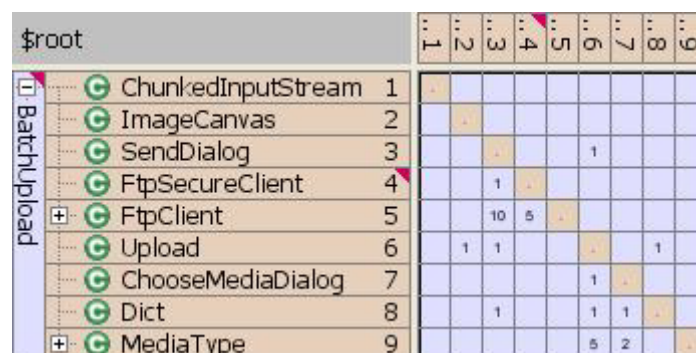 $root 1 2 3 4 5 6 7 8 9
BatchUpload
ChunkedInputStream 1 .
ImageCanvas 2 .
SendDialog 3 . 1
FtpSecureClient 4 1 .
FtpClient 5 10 5 .
Upload 6 1 1 . 1
ChooseMediaDialog 7 1 .
Dict 8 1 1 1 .
MediaType 9 5 2 .